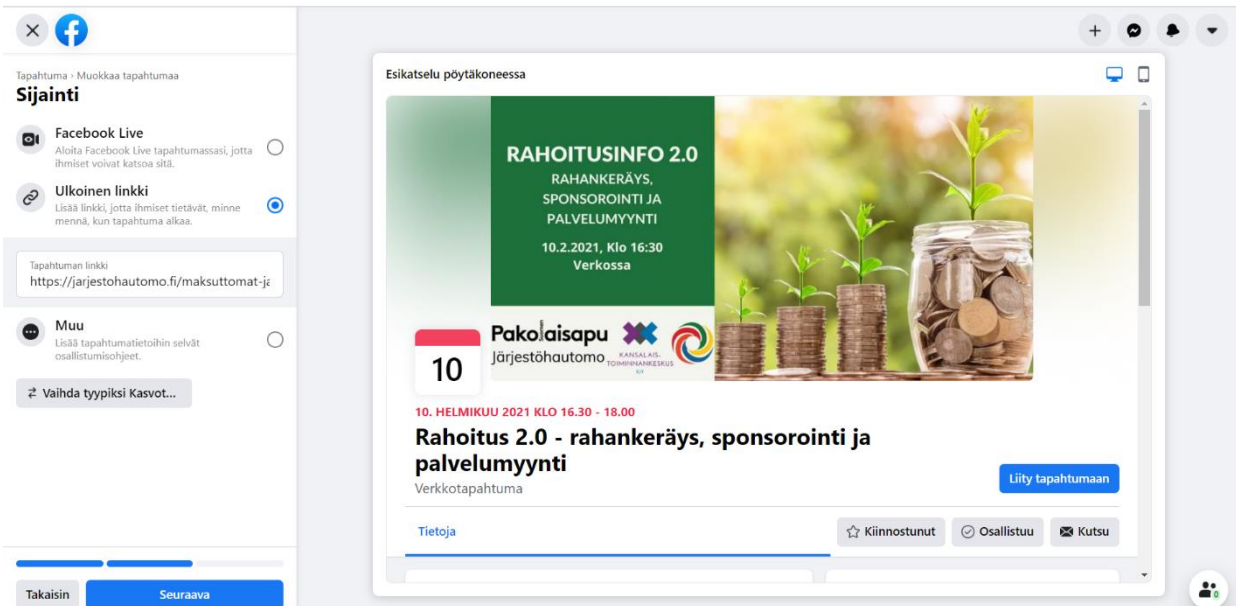 Tapahtuma › Muokkaa tapahtumaa
Sijainti
Facebook Live
Aloita Facebook Live tapahtumassasi, jotta
ihmiset voivat katsoa sitä.
Ulkoinen linkki
Lisää linkki, jotta ihmiset tietävät, minne
mennä, kun tapahtuma alkaa.
Tapahtuman linkki
https://jarjestohautomo.fi/maksuttomat-ja
Muu
Lisää tapahtumatietoihin selvät
osallistumisohjeet.
Vaihda tyypiksi Kasvot...
Takaisin
Seuraava
Esikatselu pöytäkoneessa
RAHOITUSINFO 2.0
RAHANKERÄYS,
SPONSOROINTI JA
PALVELUMYYNTI
10.2.2021, Klo 16:30
Verkossa
Pakolaisapu
Järjestöhautomo
KANSALAIS-
TOIMINNANKESKUS
10
10. HELMIKUU 2021 KLO 16.30 - 18.00
Rahoitus 2.0 - rahankeräys, sponsorointi ja
palvelumyynti
Verkkotapahtuma
Liity tapahtumaan
Tietoja
Kiinnostunut
Osallistuu
Kutsu
0